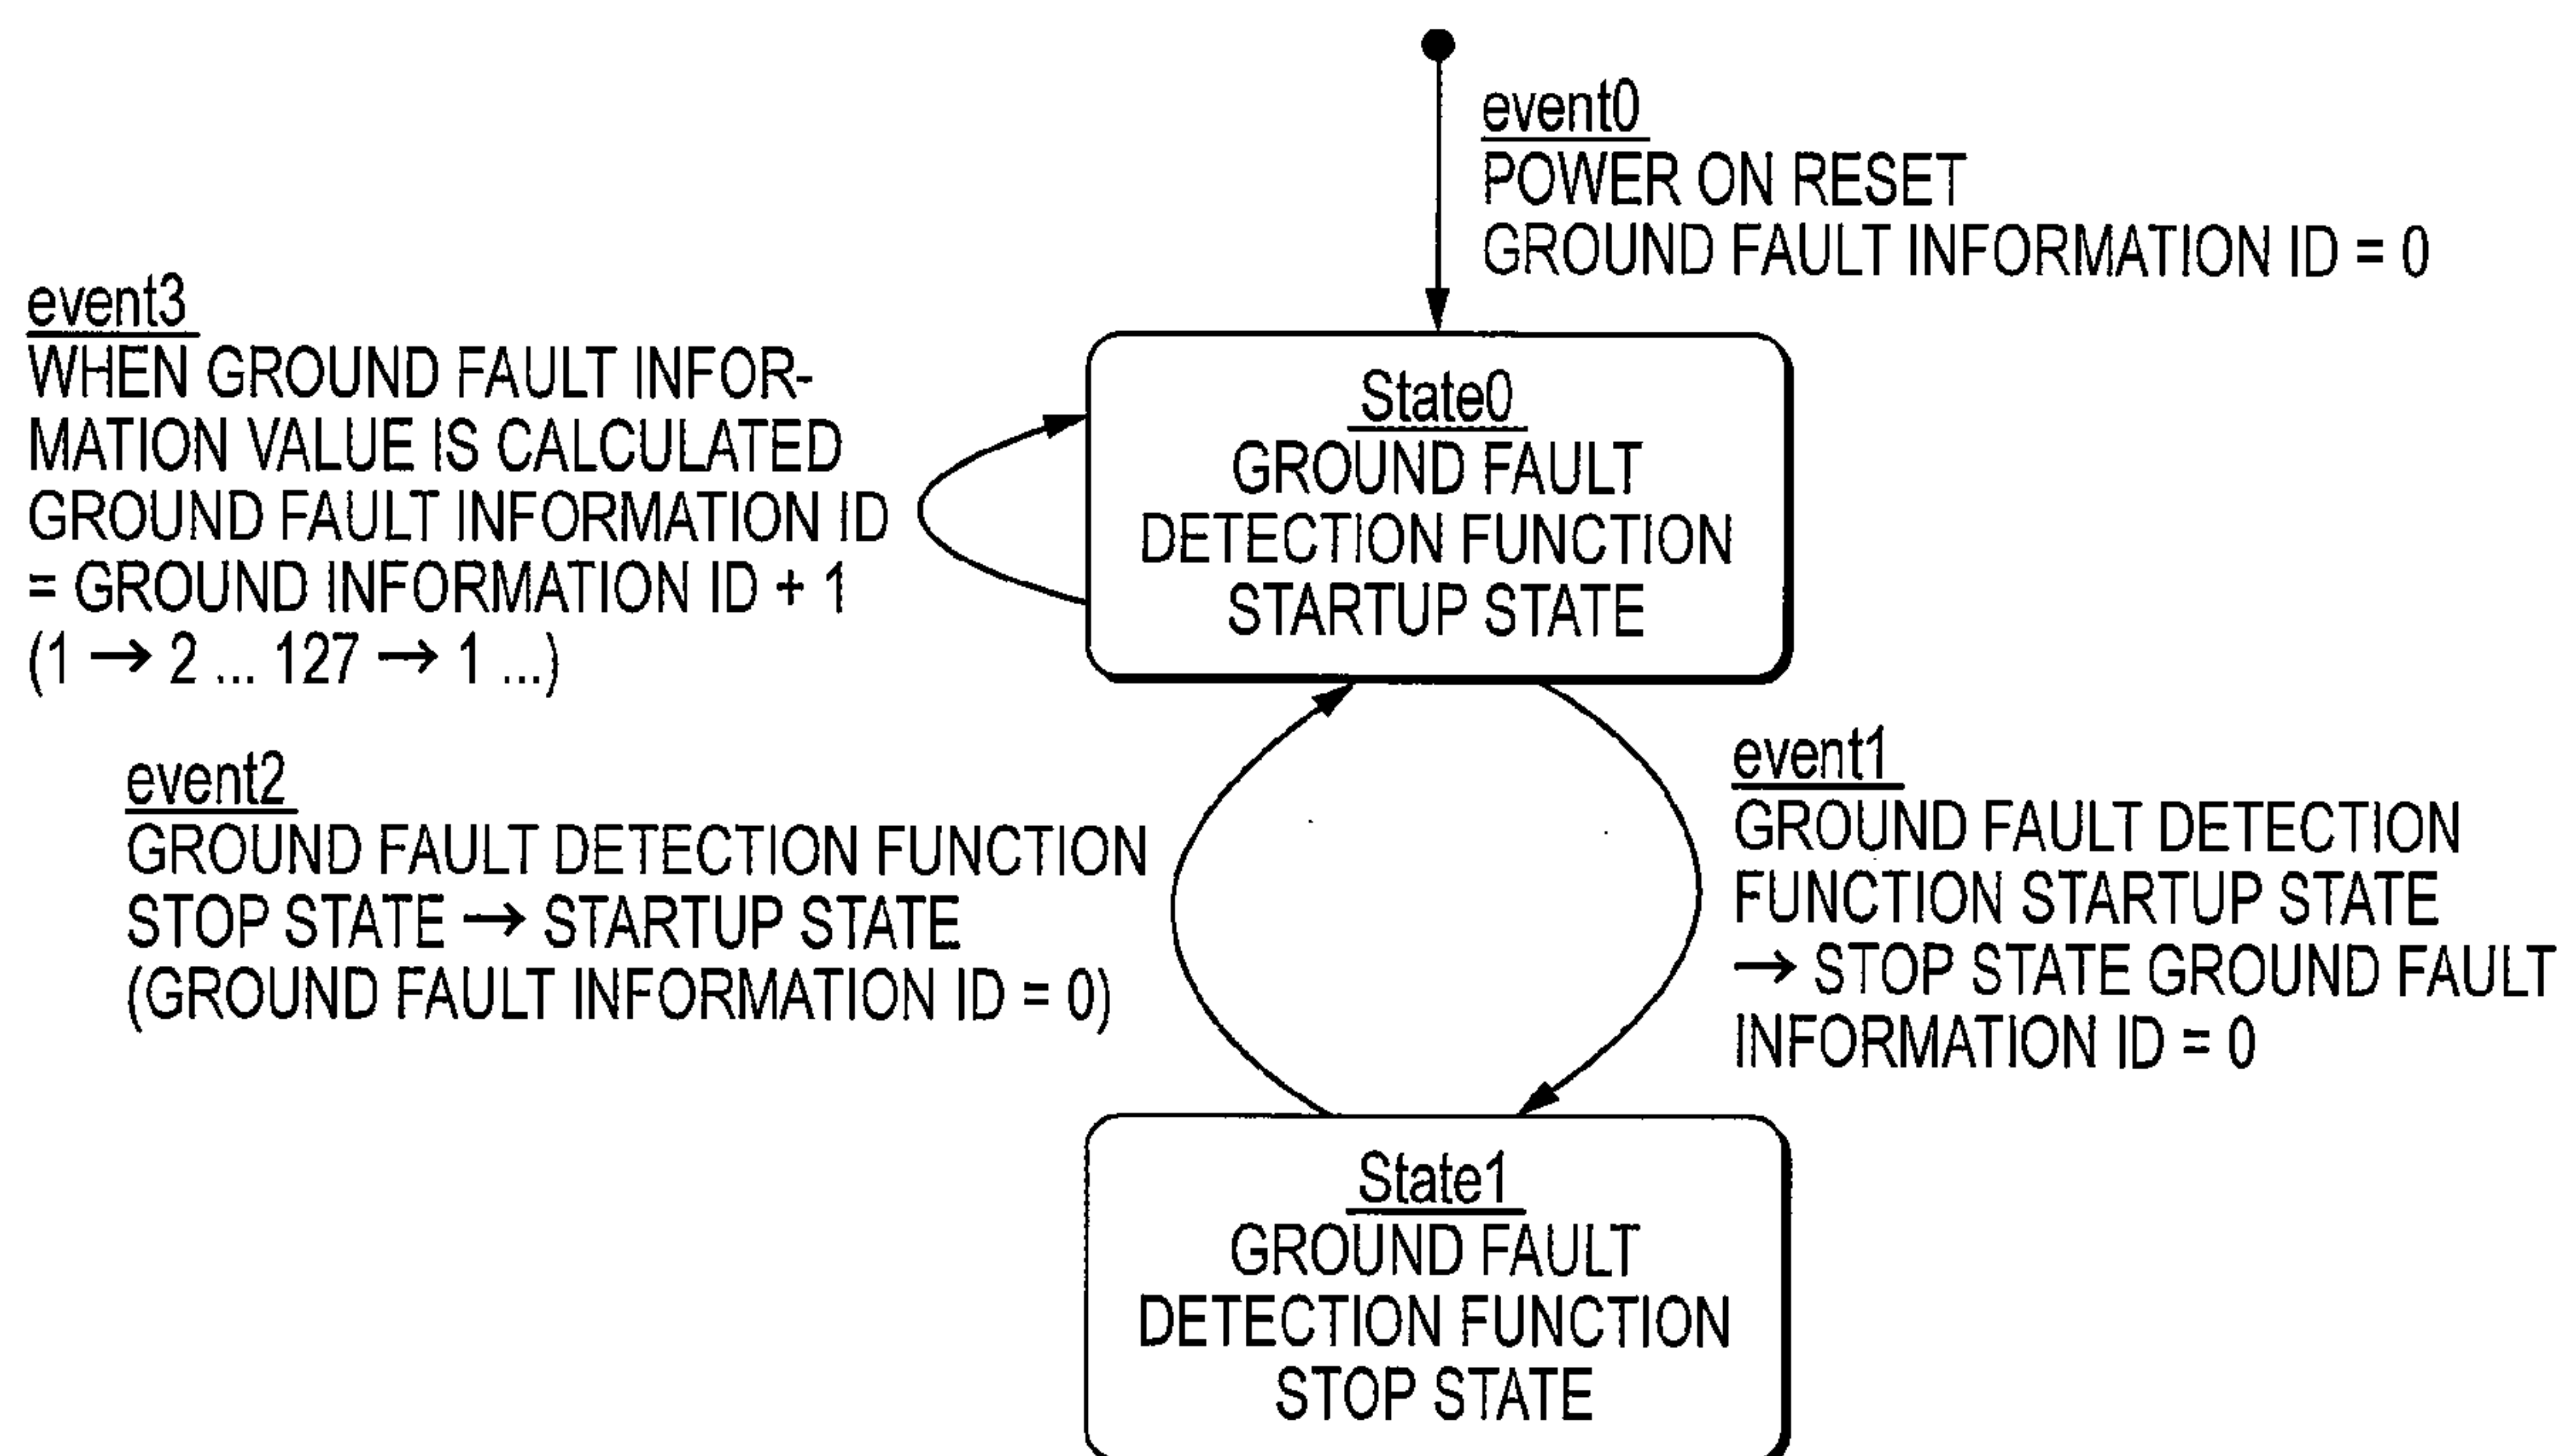 event0
POWER ON RESET
GROUND FAULT INFORMATION ID = 0
event3
WHEN GROUND FAULT INFOR-
MATION VALUE IS CALCULATED
GROUND FAULT INFORMATION ID
= GROUND INFORMATION ID + 1
(1 → 2 ... 127 → 1 ...)
State0
GROUND FAULT
DETECTION FUNCTION
STARTUP STATE
event2
GROUND FAULT DETECTION FUNCTION
STOP STATE → STARTUP STATE
(GROUND FAULT INFORMATION ID = 0)
event1
GROUND FAULT DETECTION
FUNCTION STARTUP STATE
→ STOP STATE GROUND FAULT
INFORMATION ID = 0
State1
GROUND FAULT
DETECTION FUNCTION
STOP STATE